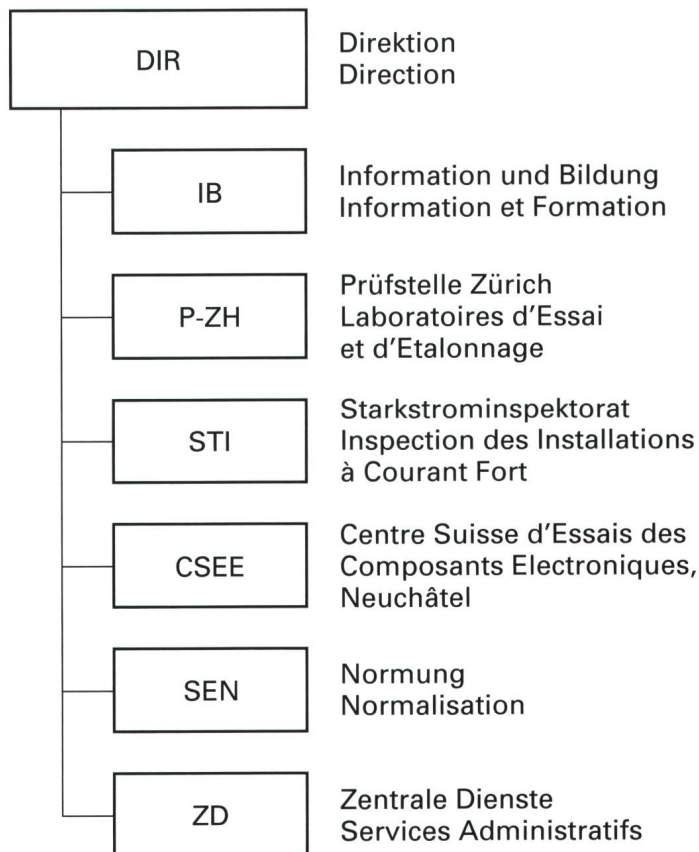 DIR
Direktion
Direction
IB
Information und Bildung
Information et Formation
P-ZH
Prüfstelle Zürich
Laboratoires d'Essai
et d'Etalonnage
STI
Starkstrominspektorat
Inspection des Installations
à Courant Fort
CSEE
Centre Suisse d'Essais des
Composants Electroniques,
Neuchâtel
SEN
Normung
Normalisation
ZD
Zentrale Dienste
Services Administratifs